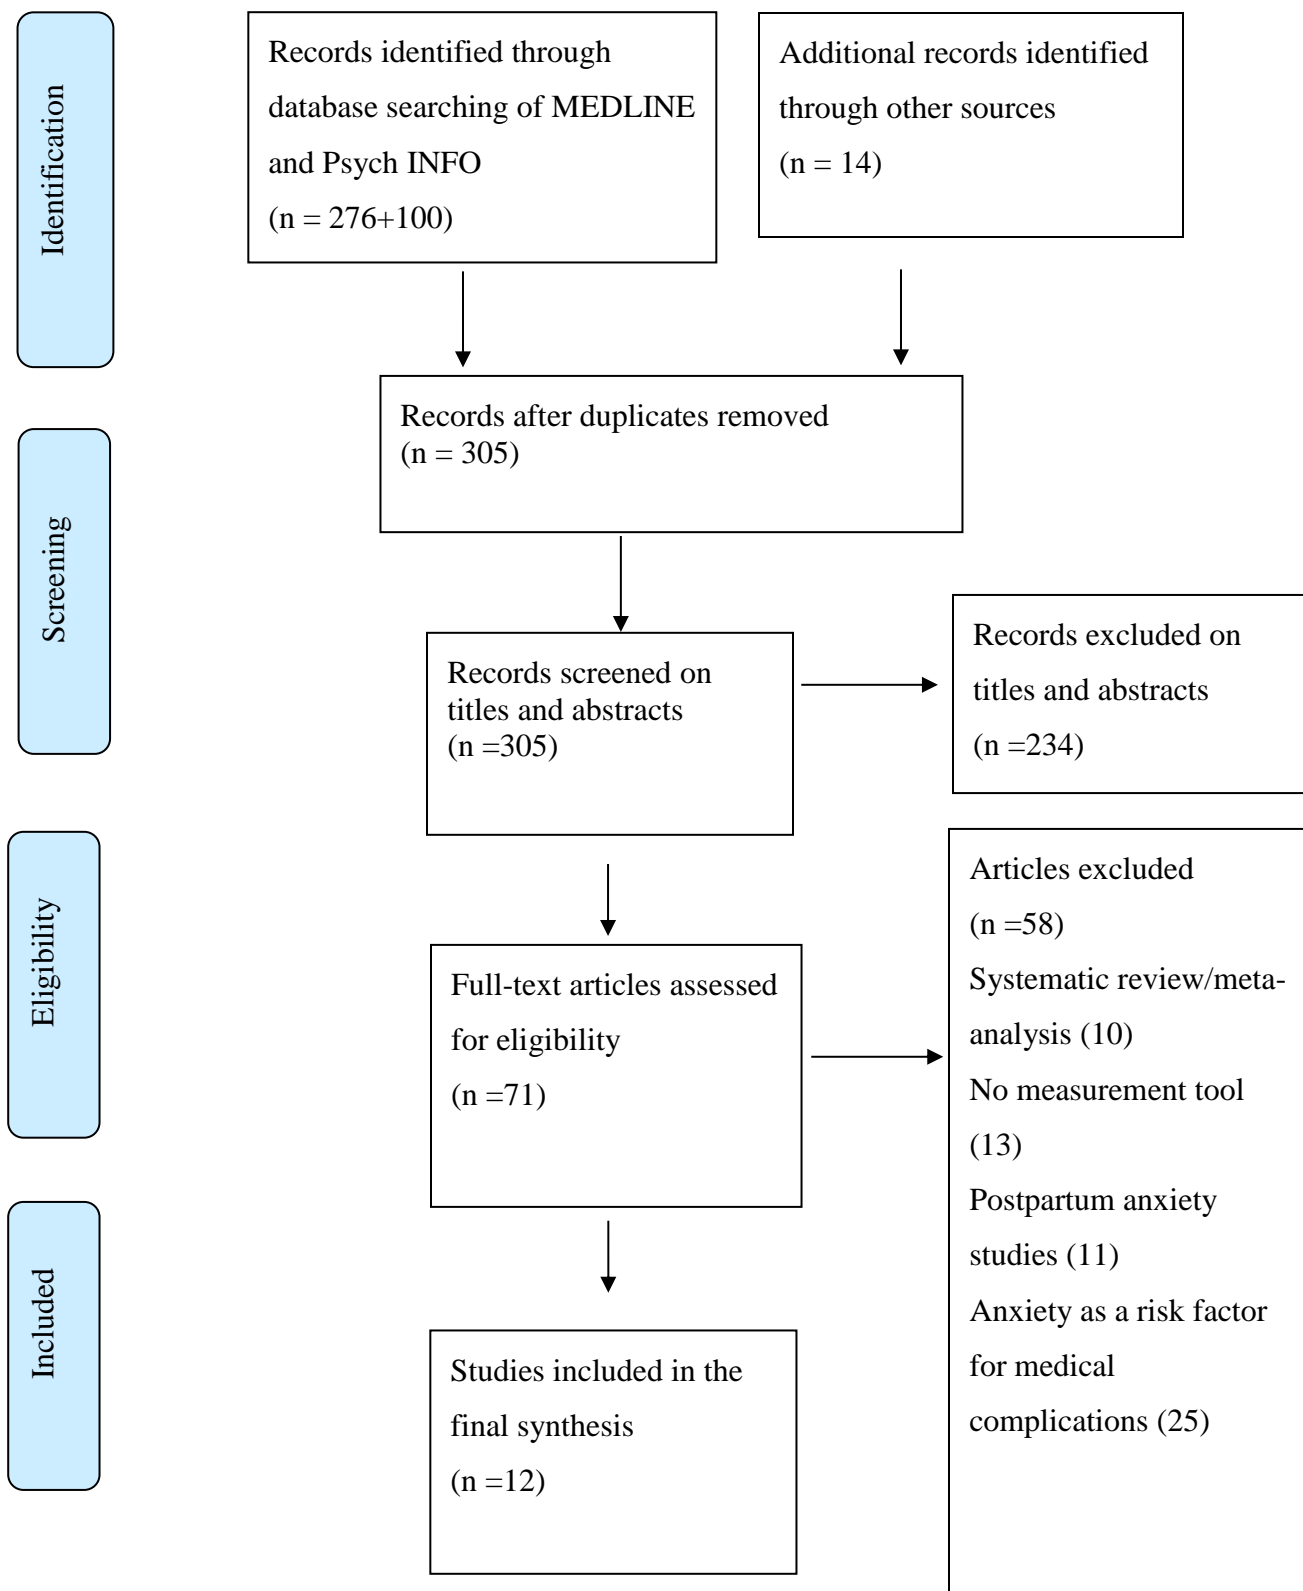 Identification
Records identified through
database searching of MEDLINE
and Psych INFO
(n = 276+100)
Additional records identified
through other sources
(n = 14)
Records after duplicates removed
(n = 305)
Screening
Records screened on
titles and abstracts
(n =305)
Records excluded on
titles and abstracts
(n =234)
Eligibility
Full-text articles assessed
for eligibility
(n =71)
Articles excluded
(n =58)
Systematic review/meta-
analysis (10)
No measurement tool
(13)
Postpartum anxiety
studies (11)
Anxiety as a risk factor
for medical
complications (25)
Included
Studies included in the
final synthesis
(n =12)